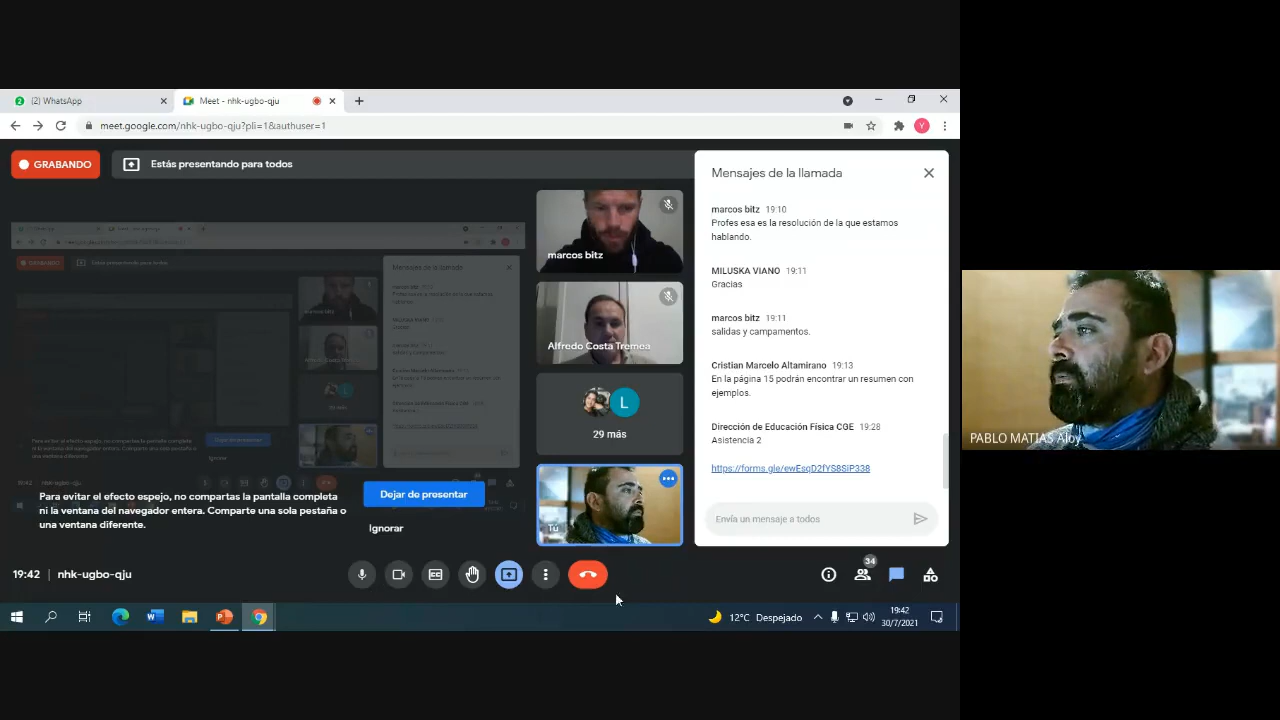 (2) WhatsApp
Meet - nhk-ugbo-qju
meet.google.com/nhk-ugbo-qju?pli=1&authuser=1
Y
GRABANDO
Estás presentando para todos
marcos bitz
Alfredo Costa Tremea
L
29 más
Tú
Para evitar el efecto espejo, no compartas la pantalla completa
ni la ventana del navegador entera. Comparte una sola pestaña o
una ventana diferente.
Dejar de presentar
Ignorar
Mensajes de la llamada
marcos bitz 19:10
Profes esa es la resolución de la que estamos
hablando.
MILUSKA VIANO 19:11
Gracias
marcos bitz 19:11
salidas y campamentos.
Cristian Marcelo Altamirano 19:13
En la página 15 podrán encontrar un resumen con
ejemplos.
Dirección de Educación Física CGE 19:28
Asistencia 2
https://forms.gle/ewEsqD2fYS8SiP338
Envía un mensaje a todos
19:42 | nhk-ugbo-qju
34
12°C Despejado
19:42
30/7/2021
PABLO MATIAS Aloy